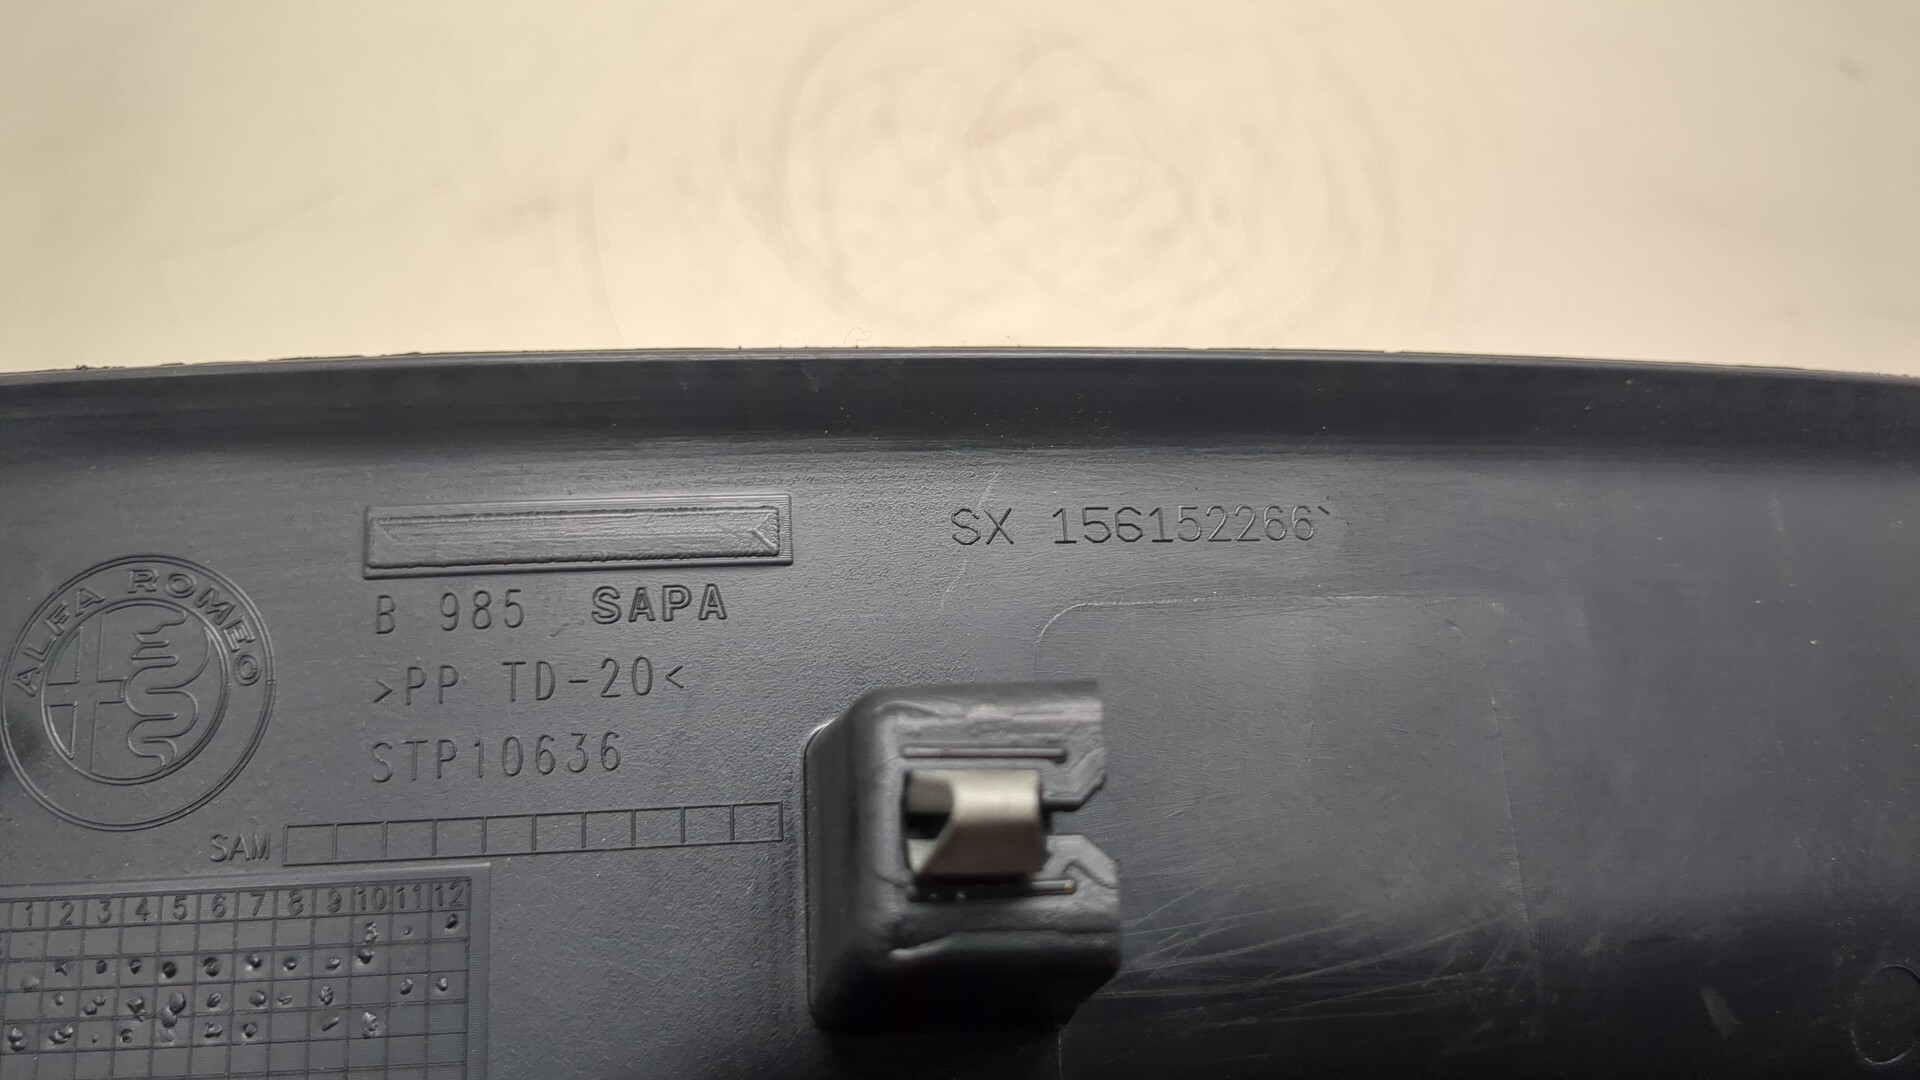 SX 156152266
B 985 SAPA
>PP TD-20<
STP10636
ALFA ROMEO
SAM
1 2 3 4 5 6 7 8 9 10 11 12